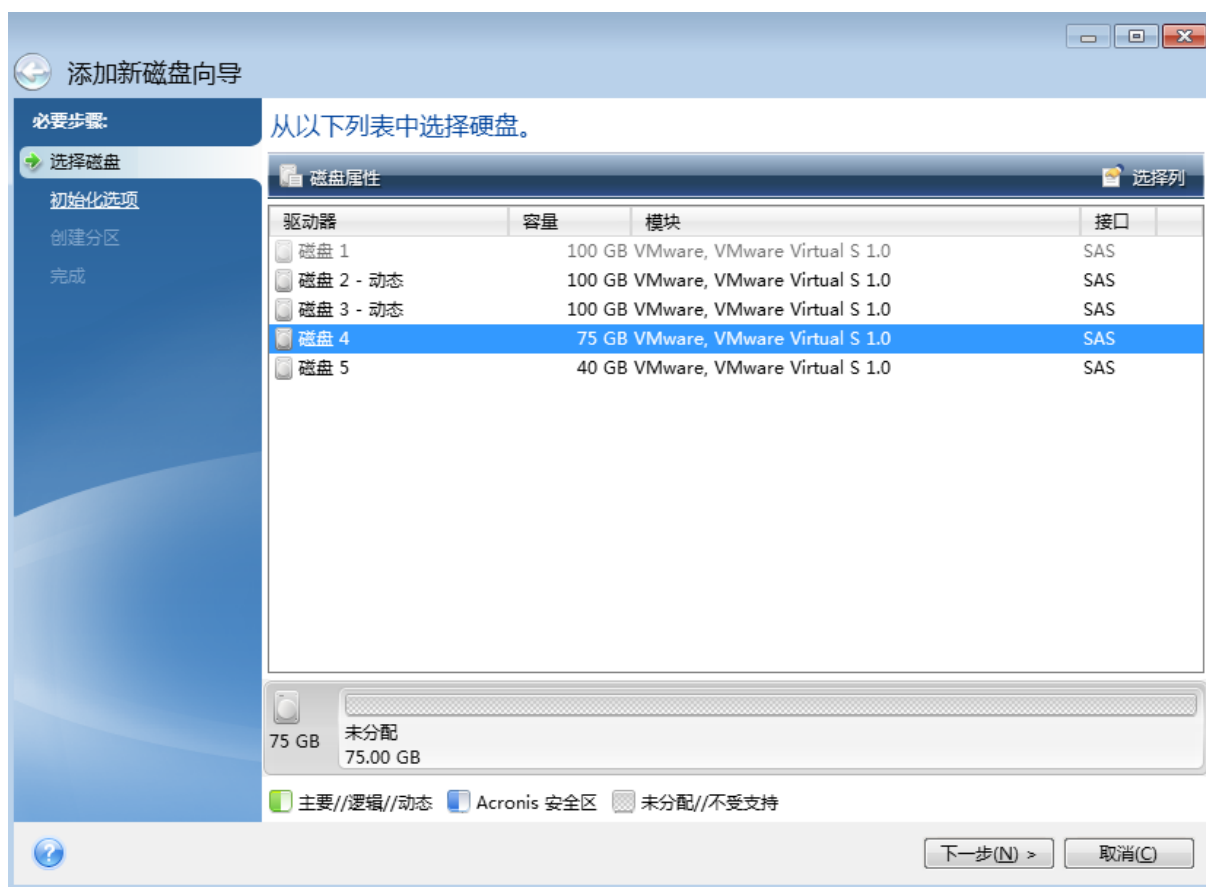 添加新磁盘向导
必要步骤:
选择磁盘
初始化选项
创建分区
完成
从以下列表中选择硬盘。
磁盘属性 选择列
驱动器 容量 模块 接口
磁盘 1 100 GB VMware, VMware Virtual S 1.0 SAS
磁盘 2 - 动态 100 GB VMware, VMware Virtual S 1.0 SAS
磁盘 3 - 动态 100 GB VMware, VMware Virtual S 1.0 SAS
磁盘 4 75 GB VMware, VMware Virtual S 1.0 SAS
磁盘 5 40 GB VMware, VMware Virtual S 1.0 SAS
75 GB
未分配
75.00 GB
主要//逻辑//动态 Acronis 安全区 未分配//不受支持
下一步(N) > 取消(C)